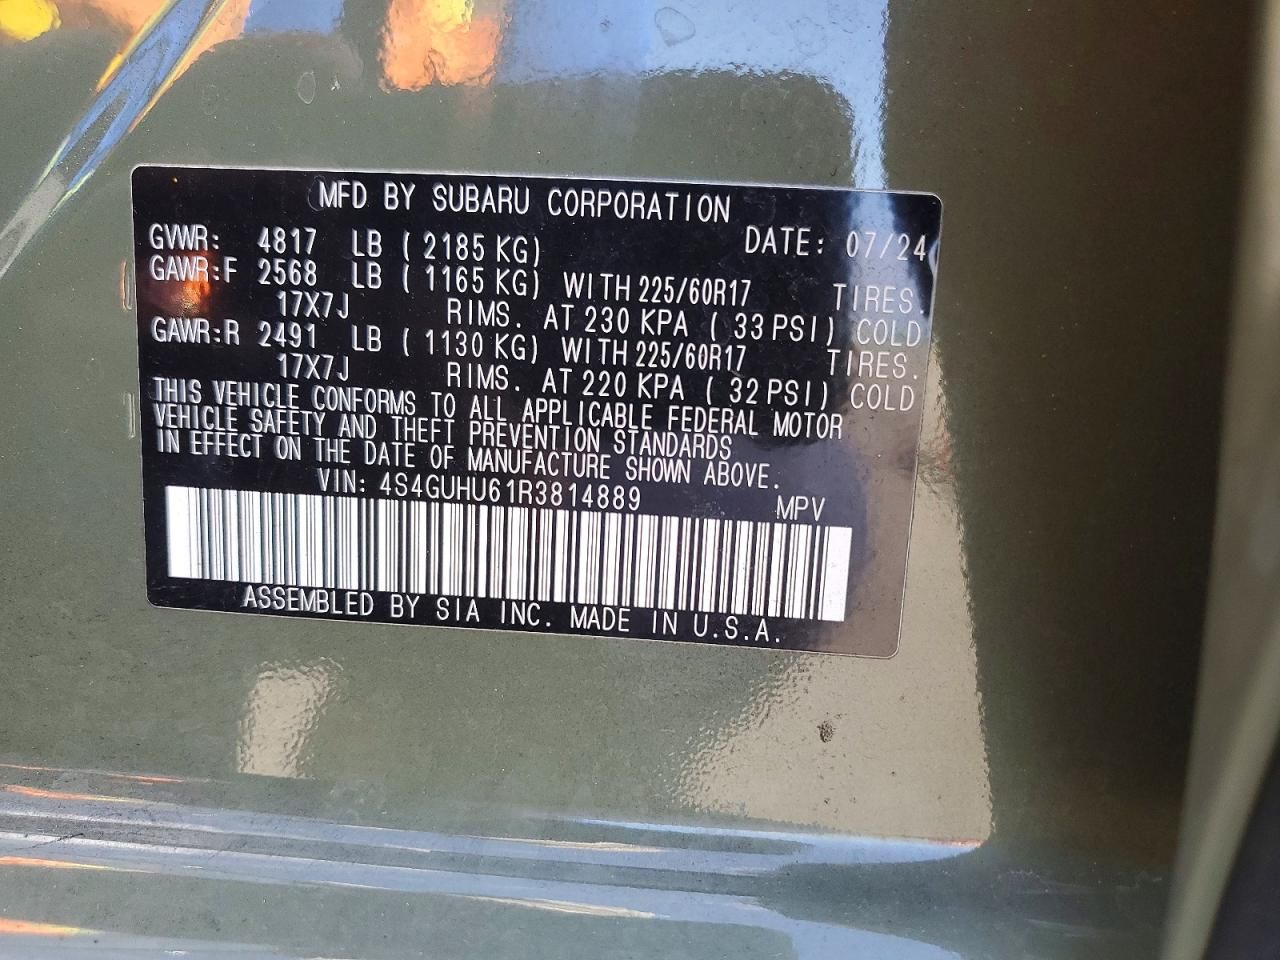 MFD BY SUBARU CORPORATION
GVWR: 4817 LB ( 2185 KG) DATE: 07/24
GAWR:F 2568 LB ( 1165 KG) WITH 225/60R17 TIRES.
17X7J RIMS. AT 230 KPA ( 33 PSI) COLD
GAWR:R 2491 LB ( 1130 KG) WITH 225/60R17 TIRES.
17X7J RIMS. AT 220 KPA ( 32 PSI) COLD
THIS VEHICLE CONFORMS TO ALL APPLICABLE FEDERAL MOTOR
VEHICLE SAFETY AND THEFT PREVENTION STANDARDS
IN EFFECT ON THE DATE OF MANUFACTURE SHOWN ABOVE.
VIN: 4S4GUHU61R3814889 MPV
ASSEMBLED BY SIA INC. MADE IN U.S.A.